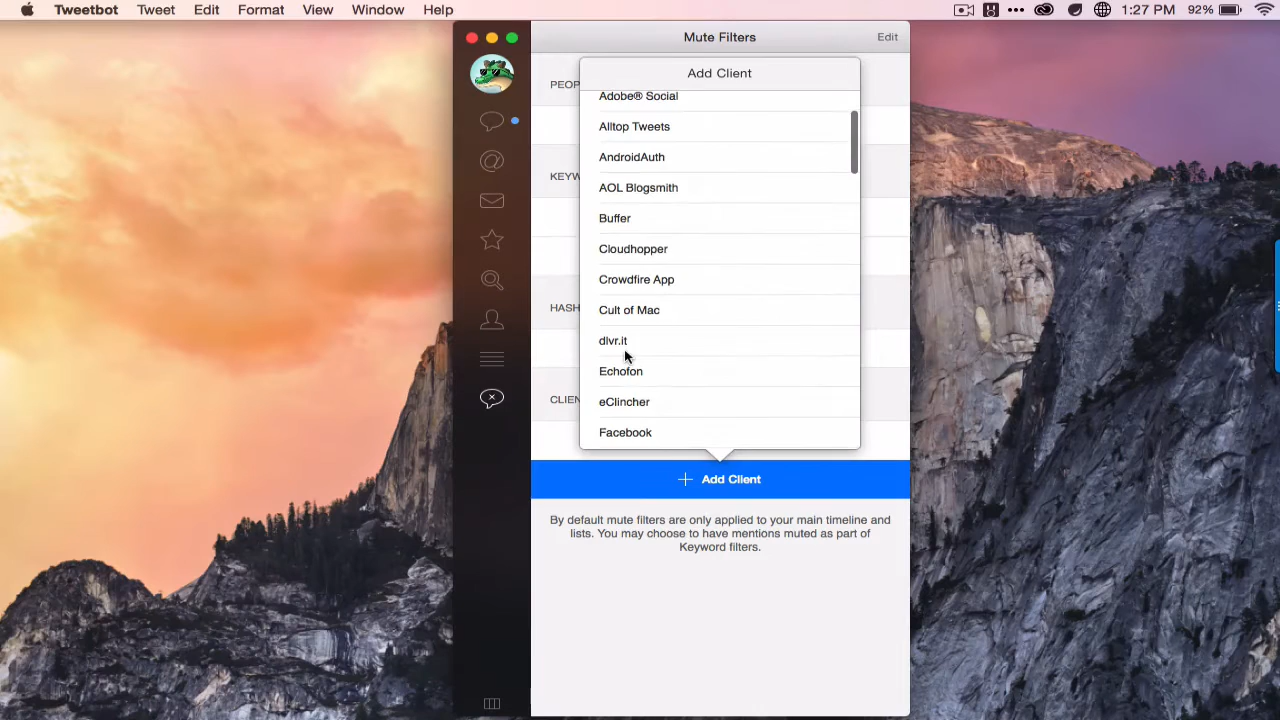 Tweetbot Tweet Edit Format View Window Help 1:27 PM 92%
Mute Filters Edit
Add Client
PEOP
KEYW
HASH
CLIEN
Adobe® Social
Alltop Tweets
AndroidAuth
AOL Blogsmith
Buffer
Cloudhopper
Crowdfire App
Cult of Mac
dlvr.it
Echofon
eClincher
Facebook
Add Client
By default mute filters are only applied to your main timeline and
lists. You may choose to have mentions muted as part of
Keyword filters.